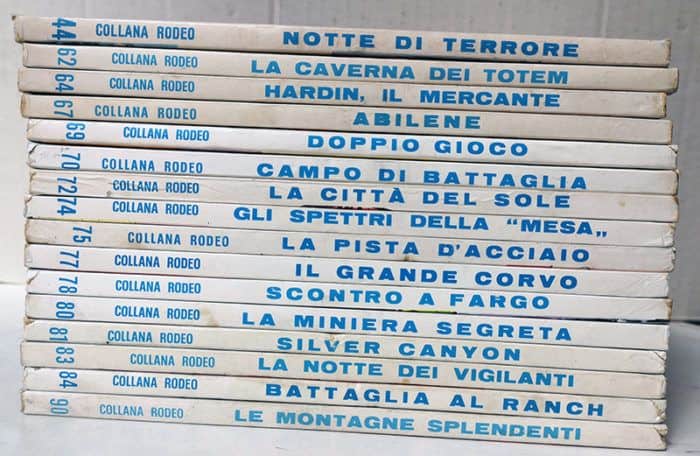 44 COLLANA RODEO NOTTE DI TERRORE
62 COLLANA RODEO LA CAVERNA DEI TOTEM
64 COLLANA RODEO HARDIN, IL MERCANTE
67 COLLANA RODEO ABILENE
69 COLLANA RODEO DOPPIO GIOCO
70 COLLANA RODEO CAMPO DI BATTAGLIA
72 COLLANA RODEO LA CITTÀ DEL SOLE
74 COLLANA RODEO GLI SPETTRI DELLA "MESA„
75 COLLANA RODEO LA PISTA D'ACCIAIO
77 COLLANA RODEO IL GRANDE CORVO
78 COLLANA RODEO SCONTRO A FARGO
80 COLLANA RODEO LA MINIERA SEGRETA
81 COLLANA RODEO SILVER CANYON
83 COLLANA RODEO LA NOTTE DEI VIGILANTI
84 COLLANA RODEO BATTAGLIA AL RANCH
90 COLLANA RODEO LE MONTAGNE SPLENDENTI